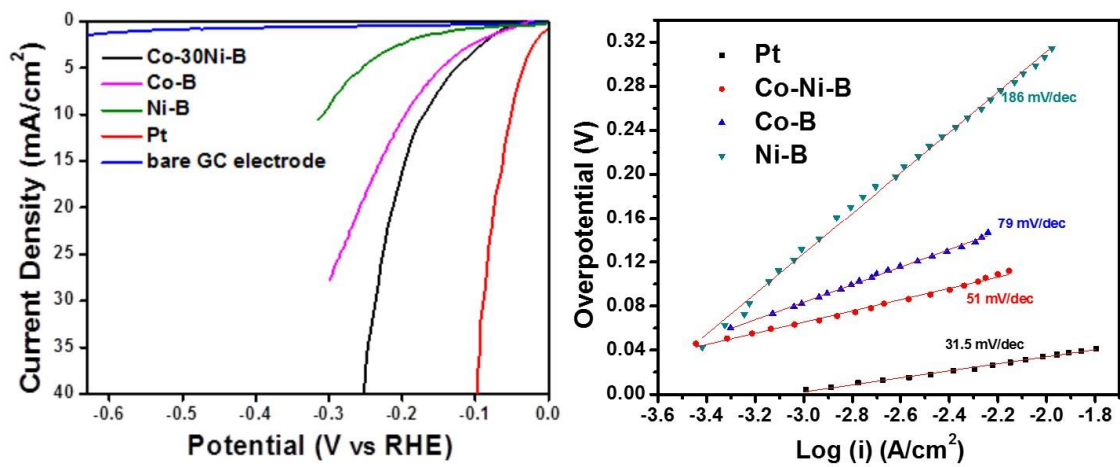 0
5
10
15
20
25
30
35
40
Current Density (mA/cm²)
Co-30Ni-B
Co-B
Ni-B
Pt
bare GC electrode
-0.6 -0.5 -0.4 -0.3 -0.2 -0.1 0.0
Potential (V vs RHE)
0.32
0.28
0.24
0.20
0.16
0.12
0.08
0.04
0.00
Overpotential (V)
Pt
Co-Ni-B
Co-B
Ni-B
186 mV/dec
79 mV/dec
51 mV/dec
31.5 mV/dec
-3.6 -3.4 -3.2 -3.0 -2.8 -2.6 -2.4 -2.2 -2.0 -1.8
Log (i) (A/cm²)